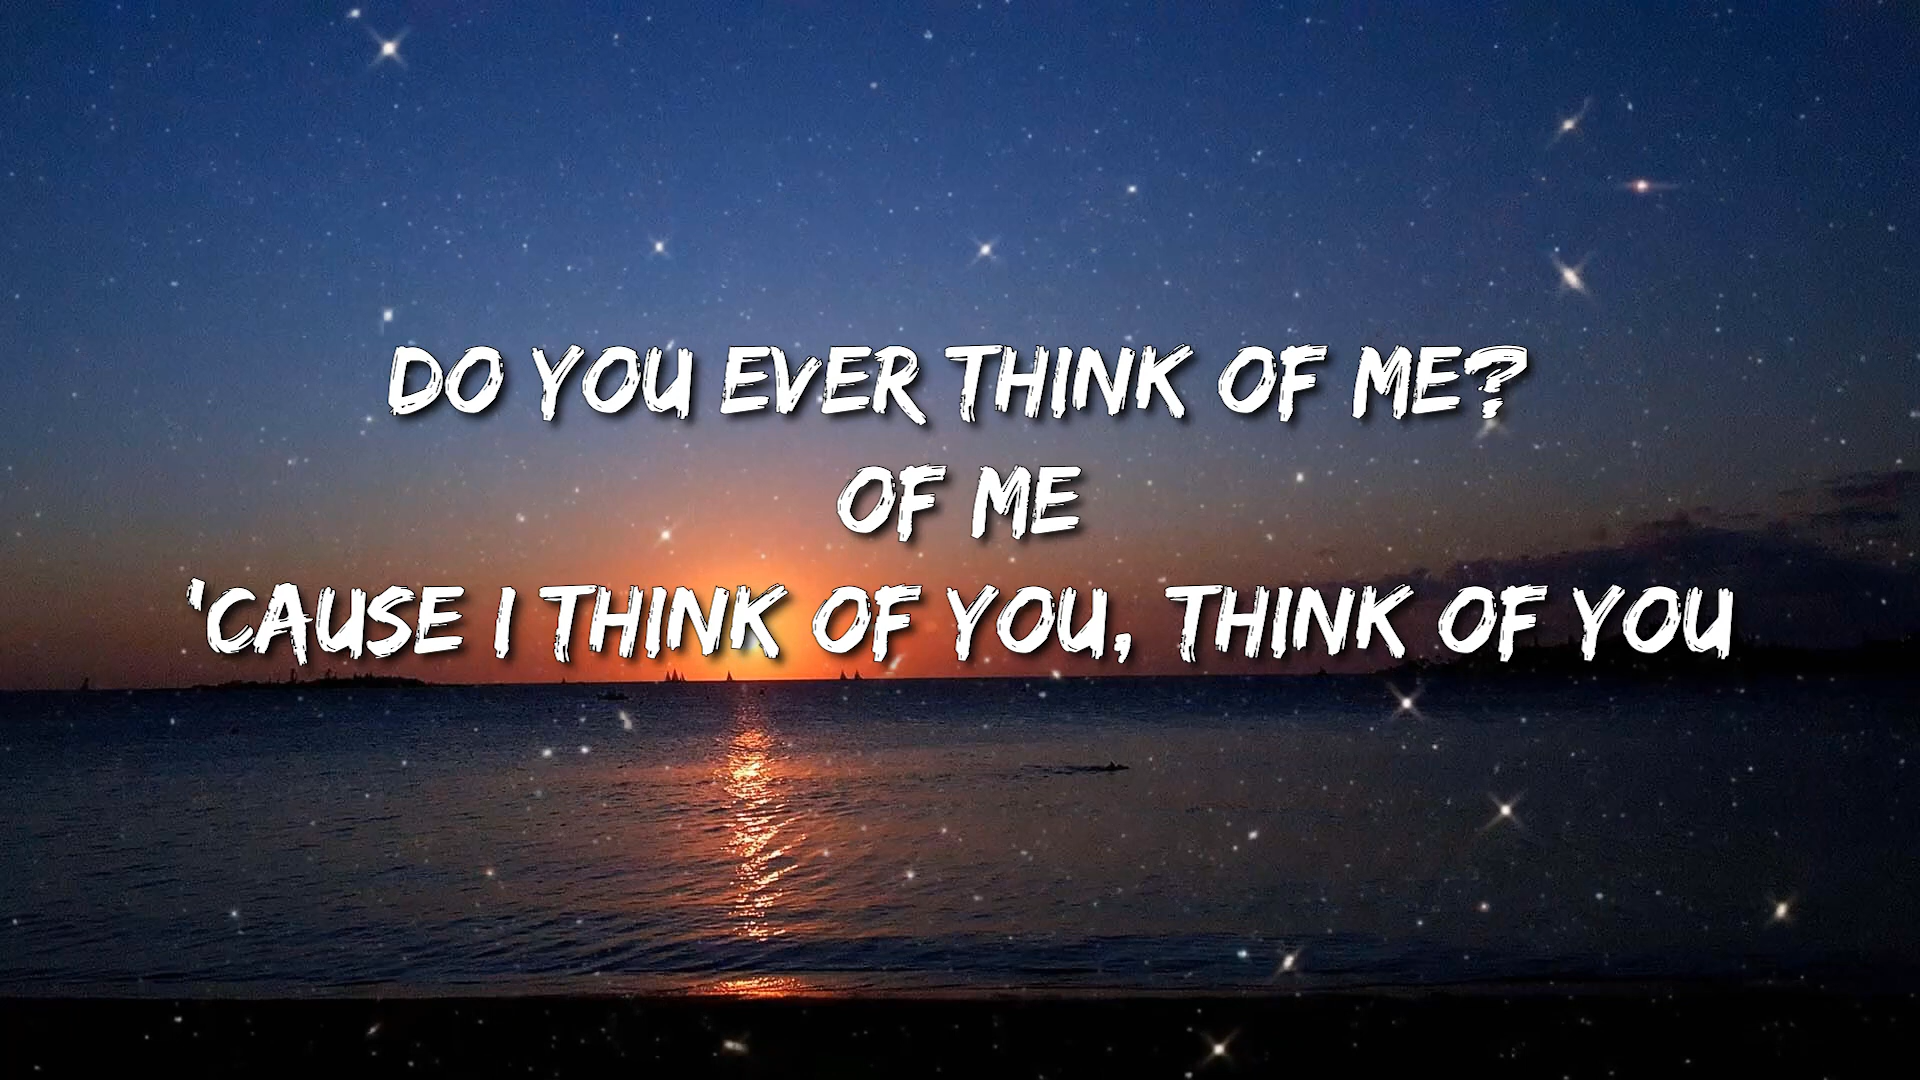 DO YOU EVER THINK OF ME?
OF ME
'CAUSE I THINK OF YOU, THINK OF YOU